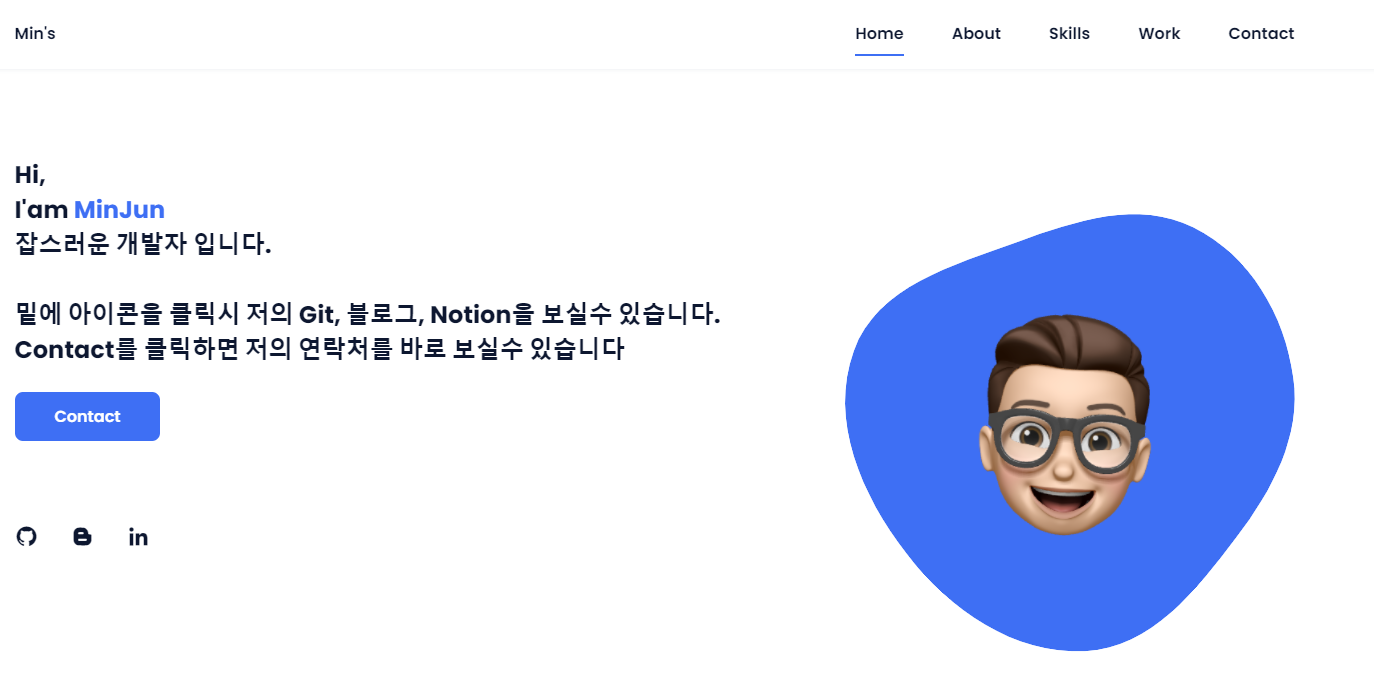 Min's
Home
About
Skills
Work
Contact
Hi,
I'am MinJun
잡스러운 개발자 입니다.
밑에 아이콘을 클릭시 저의 Git, 블로그, Notion을 보실수 있습니다.
Contact를 클릭하면 저의 연락처를 바로 보실수 있습니다
Contact
in